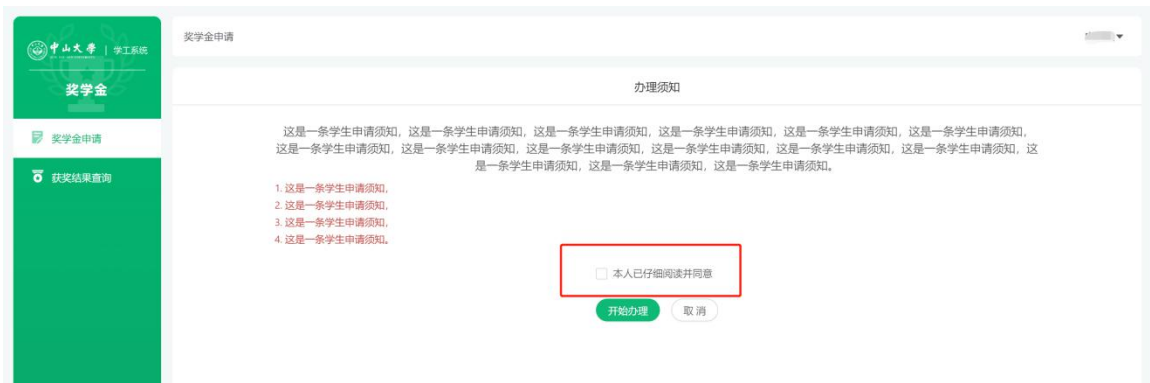 中山大学 | 学工系统
奖学金
奖学金申请
获奖结果查询
奖学金申请
办理须知
这是一条学生申请须知，这是一条学生申请须知，这是一条学生申请须知，这是一条学生申请须知，这是一条学生申请须知，这是一条学生申请须知，
这是一条学生申请须知，这是一条学生申请须知，这是一条学生申请须知，这是一条学生申请须知，这是一条学生申请须知，这是一条学生申请须知，这
是一条学生申请须知，这是一条学生申请须知，这是一条学生申请须知。
1. 这是一条学生申请须知，
2. 这是一条学生申请须知，
3. 这是一条学生申请须知，
4. 这是一条学生申请须知。
本人已仔细阅读并同意
开始办理 取消